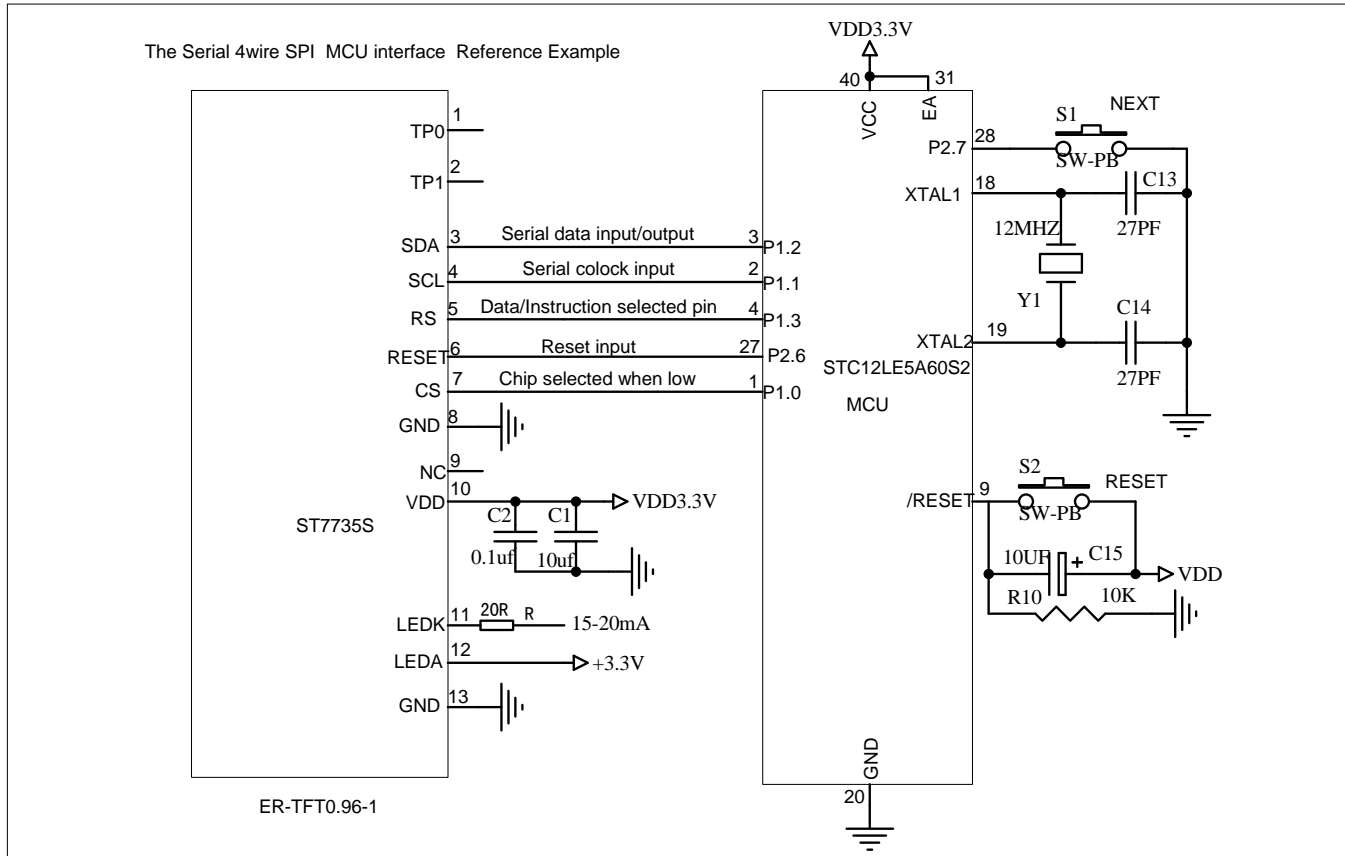 The Serial 4wire SPI MCU interface Reference Example
ST7735S
ER-TFT0.96-1
TP0 1
TP1 2
SDA 3 Serial data input/output 3 P1.2
SCL 4 Serial colock input 2 P1.1
RS 5 Data/Instruction selected pin 4 P1.3
RESET 6 Reset input 27 P2.6
CS 7 Chip selected when low 1 P1.0
GND 8
NC 9
VDD 10 VDD3.3V
C2 C1
0.1uf 10uf
LEDK 11 20R R 15-20mA
LEDA 12 +3.3V
GND 13
VDD3.3V
40 31
VCC EA
STC12LE5A60S2
MCU
P2.7 28 S1 NEXT
SW-PB
XTAL1 18 C13
12MHZ 27PF
Y1 C14
XTAL2 19
27PF
S2 RESET
/RESET 9
SW-PB
10UF + C15 VDD
R10 10K
GND
20